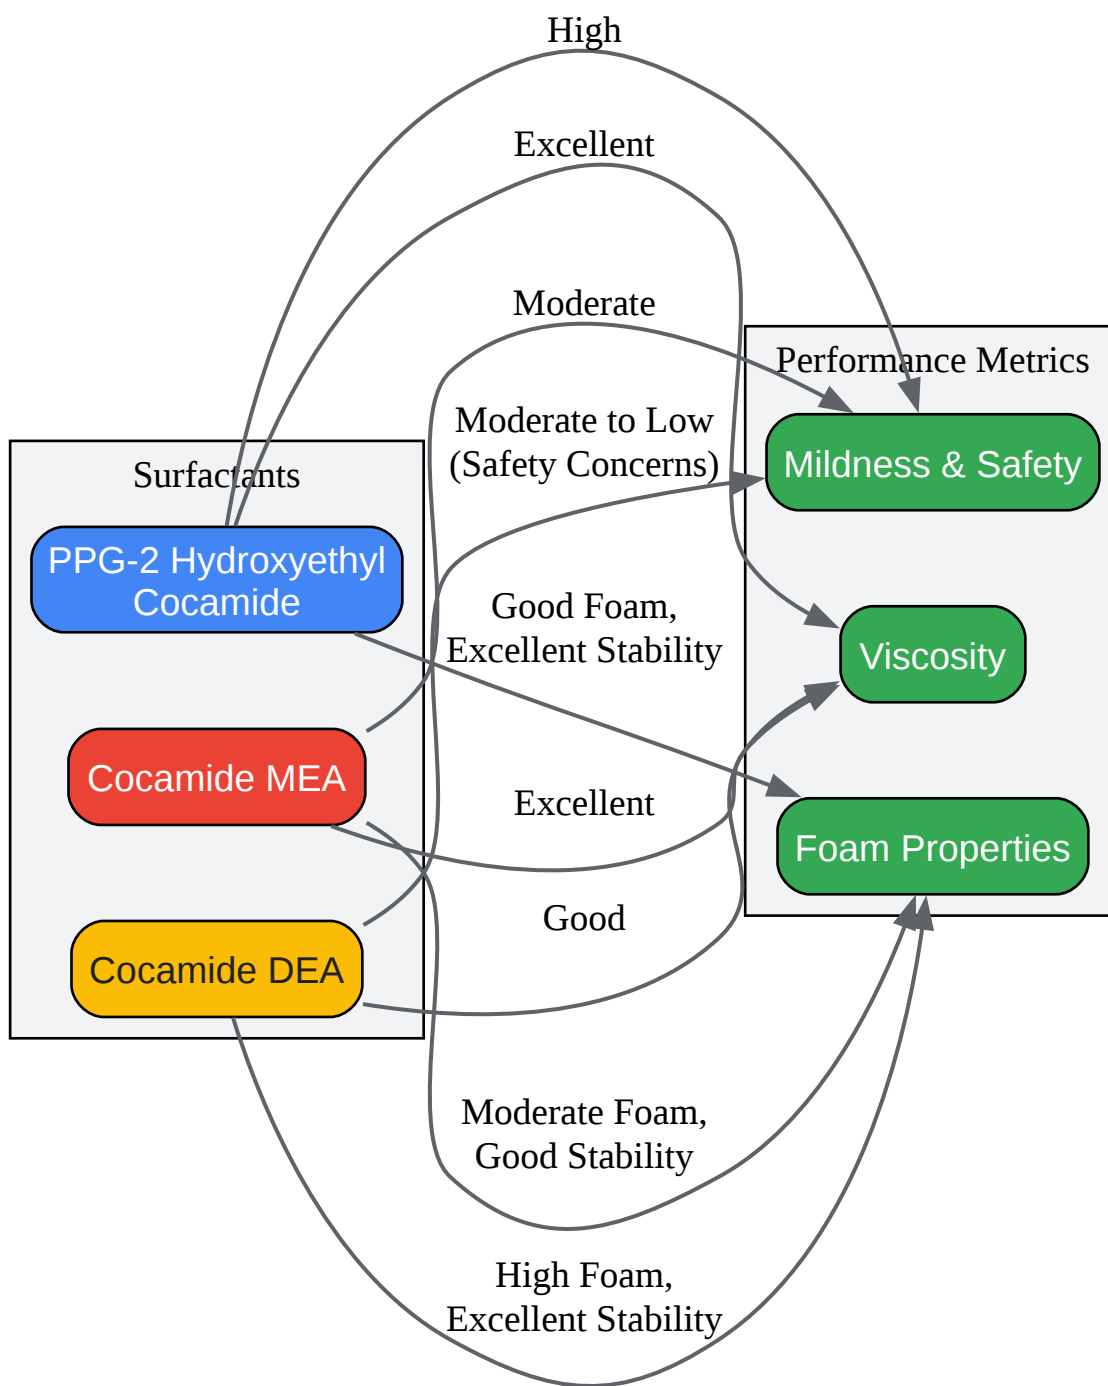 High
Excellent
Moderate
Performance Metrics
Moderate to Low
(Safety Concerns)
Mildness & Safety
Surfactants
PPG-2 Hydroxyethyl
Cocamide
Good Foam,
Excellent Stability
Viscosity
Cocamide MEA
Excellent
Foam Properties
Good
Cocamide DEA
Moderate Foam,
Good Stability
High Foam,
Excellent Stability